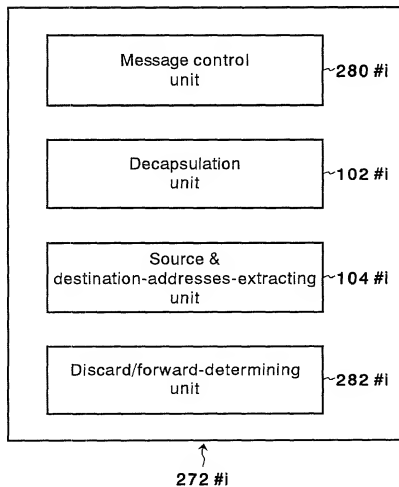 Message control
unit
280 #i
Decapsulation
unit
102 #i
Source &
destination-addresses-extracting
unit
104 #i
Discard/forward-determining
unit
282 #i
272 #i